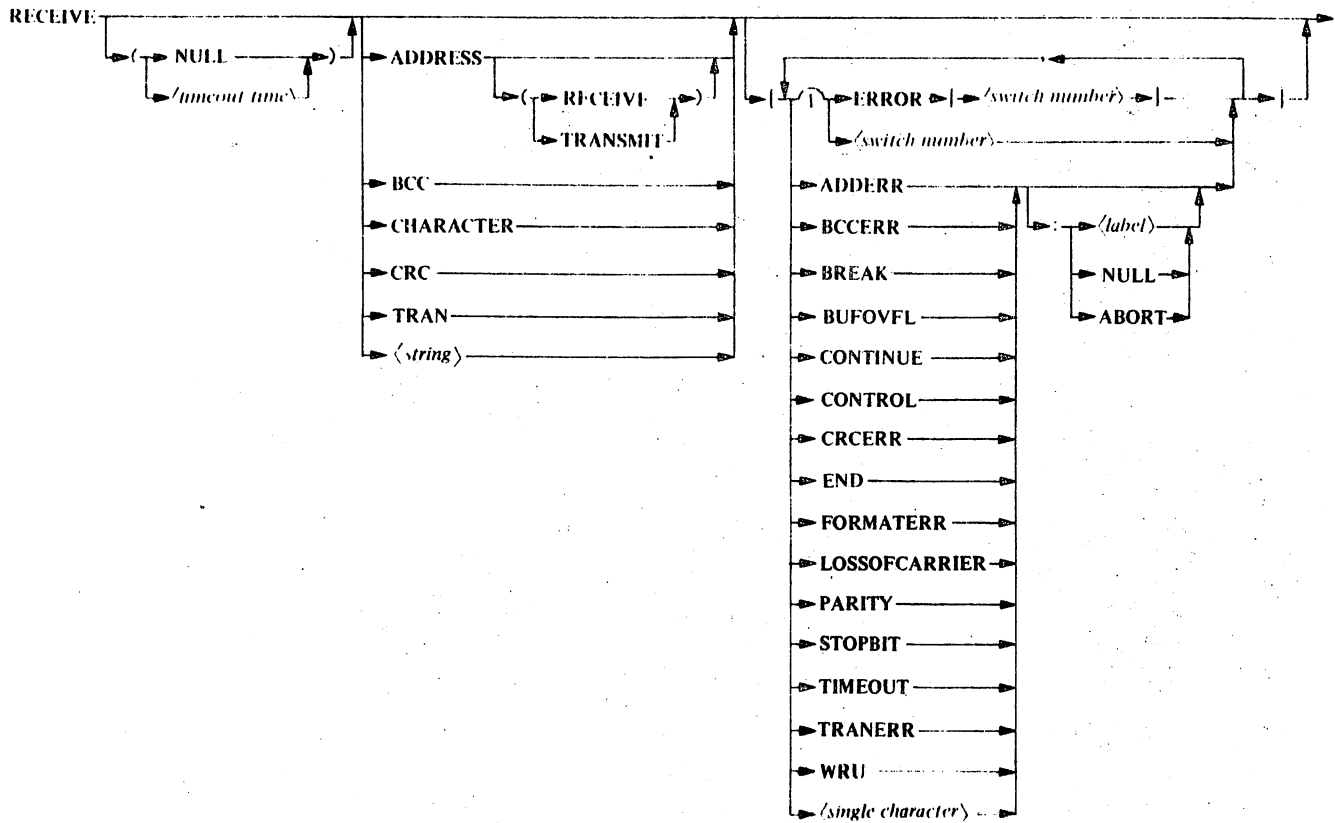 RECEIVE
( NULL )
⟨timeout time⟩
ADDRESS
( RECEIVE )
TRANSMIT
BCC
CHARACTER
CRC
TRAN
⟨string⟩
,
[ ERROR [ ⟨switch number⟩ ] ]
⟨switch number⟩
ADDERR
BCCERR
BREAK
BUFOVFL
CONTINUE
CONTROL
CRCERR
END
FORMATERR
LOSSOFCARRIER
PARITY
STOPBIT
TIMEOUT
TRANERR
WRU
⟨single character⟩
: ⟨label⟩
NULL
ABORT